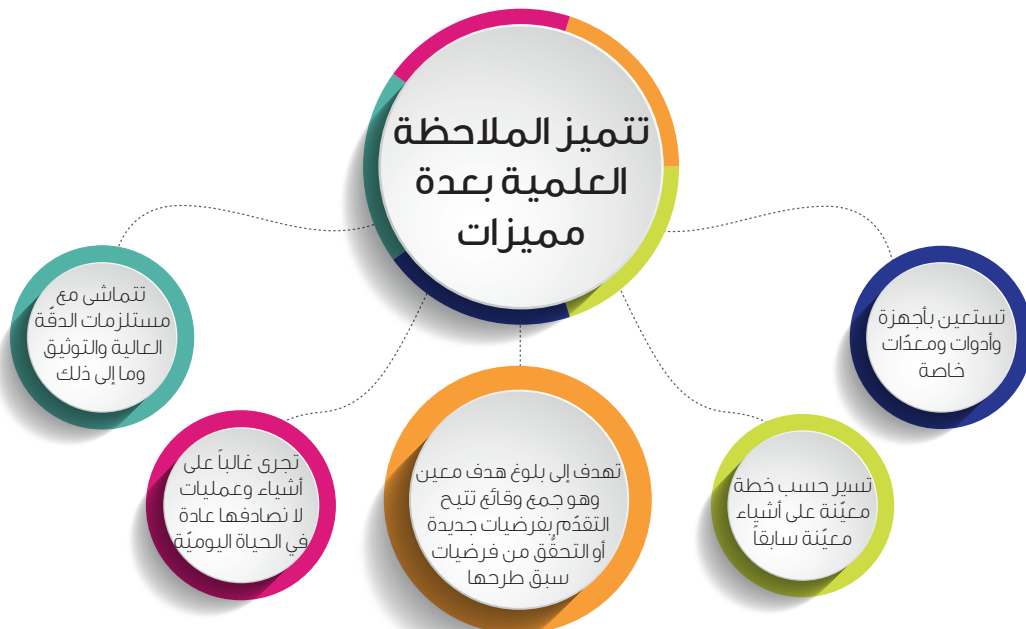 تتميز الملاحظة
العلمية بعدة
مميزات
تستعين بأجهزة
وأدوات ومعدّات
خاصة
تسير حسب خطة
معيّنة على أشياء
معيّنة سابقاً
تهدف إلى بلوغ هدف معين
وهو جمع وقائع تتيح
التقدّم بفرضيات جديدة
أو التحقُّق من فرضيات
سبق طرحها
تجرى غالباً على
أشياء وعمليات
لا نصادفها عادة
في الحياة اليوميّة
تتماشى مع
مستلزمات الدقّة
العالية والتوثيق
وما إلى ذلك